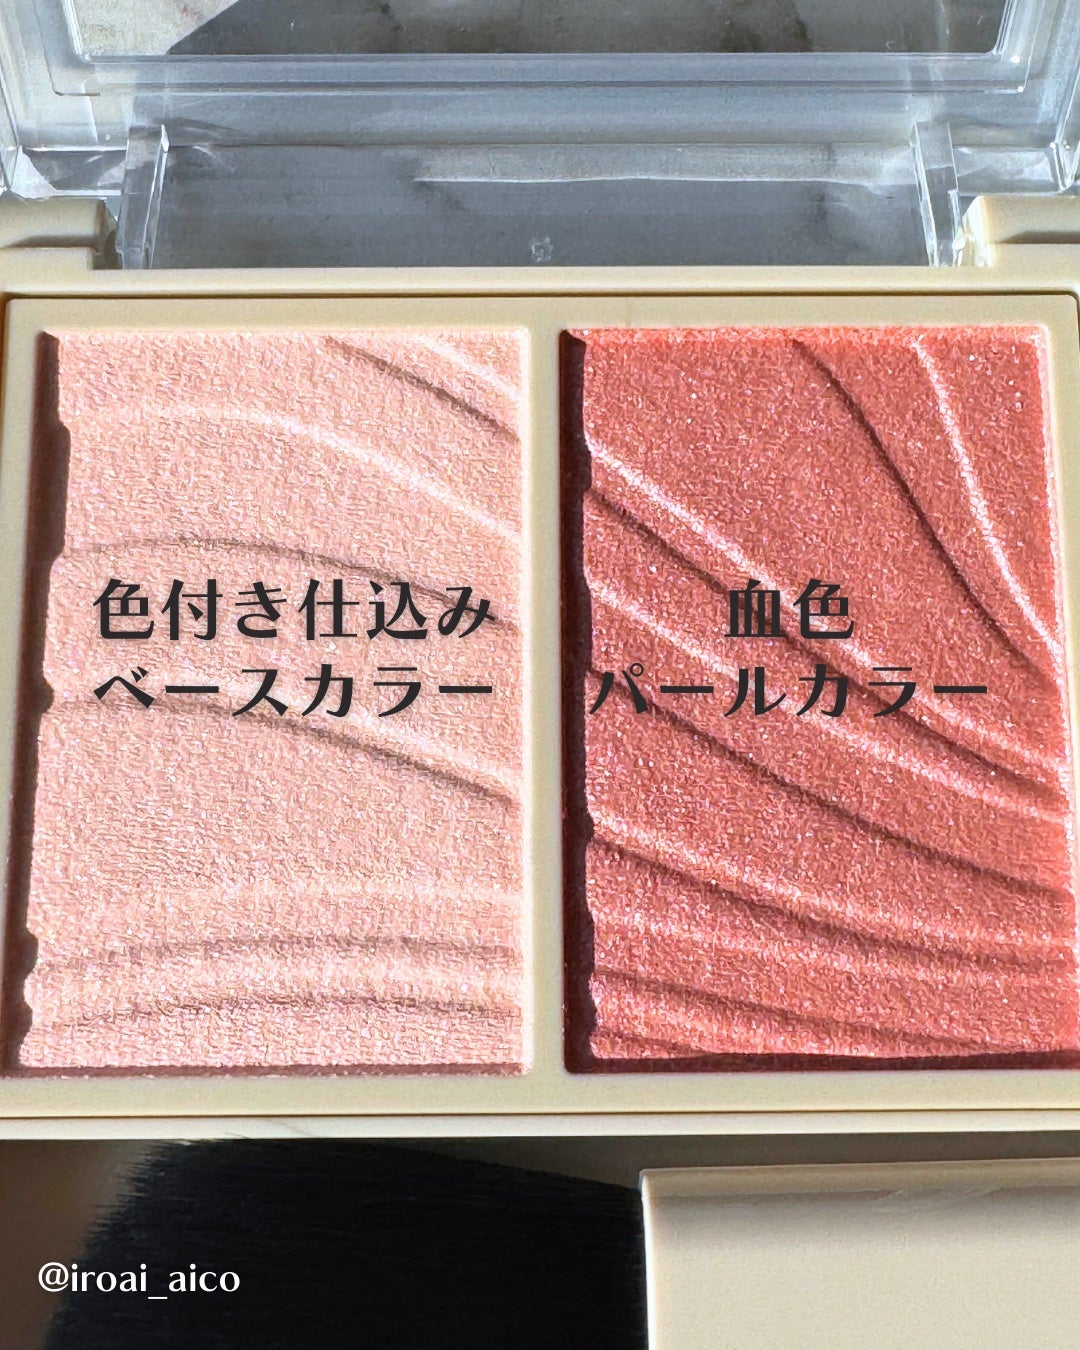 色付き仕込み
ベースカラー
血色
パールカラー
@iroai_aico